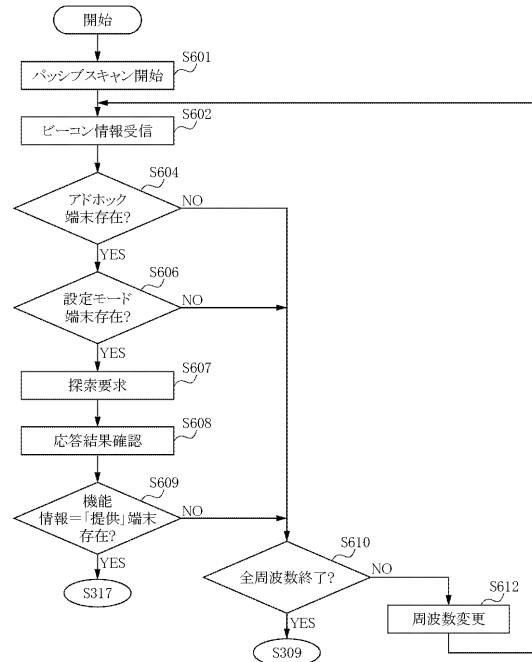 開始
S601
パッシブスキャン開始
S602
ビーコン情報受信
S604
アドホック
端末存在?
NO
YES
S606
設定モード
端末存在?
NO
YES
S607
探索要求
S608
応答結果確認
S609
機能
情報=「提供」端末
存在?
NO
YES
S317
S610
全周波数終了?
NO
YES
S309
S612
周波数変更